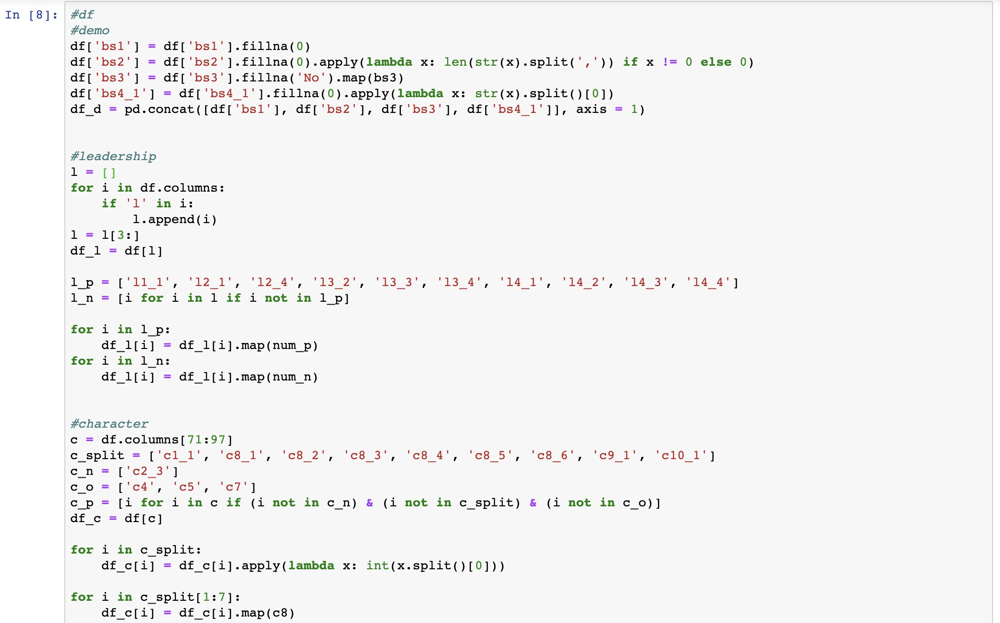 In [8]:
#df
#demo
df['bs1'] = df['bs1'].fillna(0)
df['bs2'] = df['bs2'].fillna(0).apply(lambda x: len(str(x).split(',')) if x != 0 else 0)
df['bs3'] = df['bs3'].fillna('No').map(bs3)
df['bs4_1'] = df['bs4_1'].fillna(0).apply(lambda x: str(x).split()[0])
df_d = pd.concat([df['bs1'], df['bs2'], df['bs3'], df['bs4_1']], axis = 1)
#leadership
l = []
for i in df.columns:
    if 'l' in i:
        l.append(i)
l = l[3:]
df_l = df[l]
l_p = ['l1_1', 'l2_1', 'l2_4', 'l3_2', 'l3_3', 'l3_4', 'l4_1', 'l4_2', 'l4_3', 'l4_4']
l_n = [i for i in l if i not in l_p]
for i in l_p:
    df_l[i] = df_l[i].map(num_p)
for i in l_n:
    df_l[i] = df_l[i].map(num_n)
#character
c = df.columns[71:97]
c_split = ['c1_1', 'c8_1', 'c8_2', 'c8_3', 'c8_4', 'c8_5', 'c8_6', 'c9_1', 'c10_1']
c_n = ['c2_3']
c_o = ['c4', 'c5', 'c7']
c_p = [i for i in c if (i not in c_n) & (i not in c_split) & (i not in c_o)]
df_c = df[c]
for i in c_split:
    df_c[i] = df_c[i].apply(lambda x: int(x.split()[0]))
for i in c_split[1:7]:
    df_c[i] = df_c[i].map(c8)